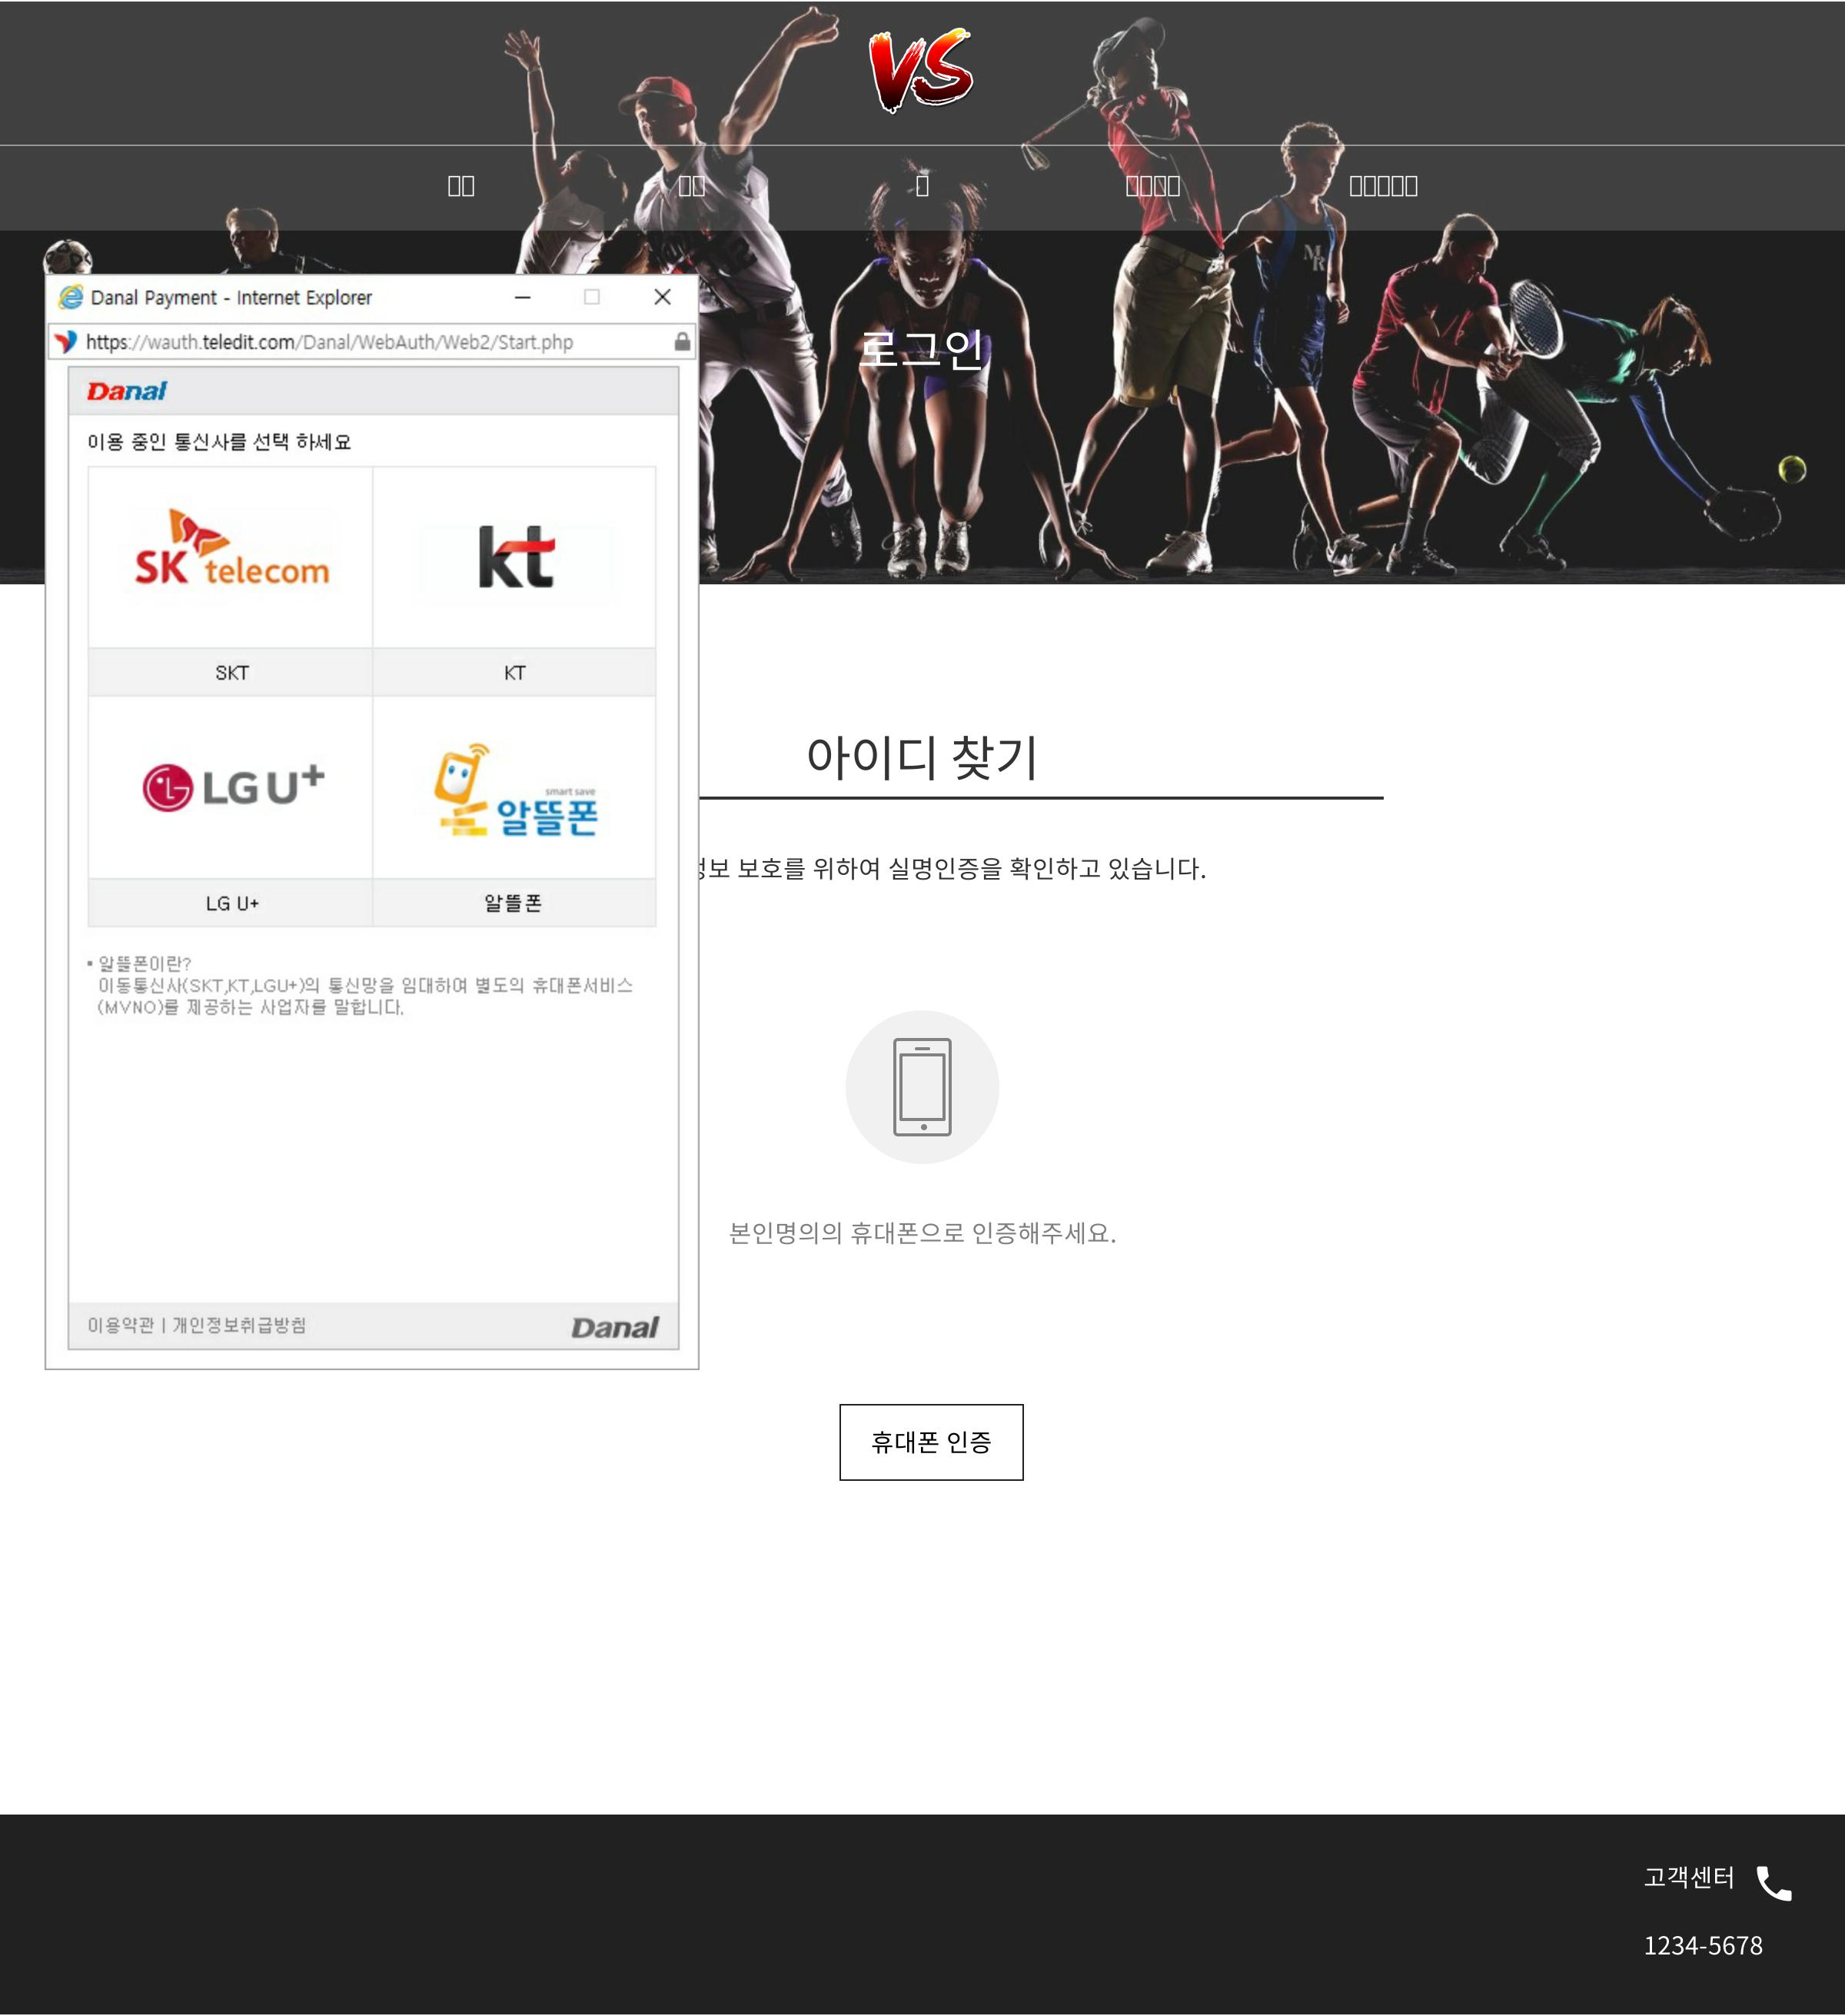 VS
Danal Payment - Internet Explorer
https://wauth.teledit.com/Danal/WebAuth/Web2/Start.php
로그인
Danal
이용 중인 통신사를 선택 하세요
SK telecom
kt
SKT
KT
LG U+
smart save
알뜰폰
LG U+
알뜰폰
▪ 알뜰폰이란?
이동통신사(SKT,KT,LGU+)의 통신망을 임대하여 별도의 휴대폰서비스
(MVNO)를 제공하는 사업자를 말합니다.
이용약관 | 개인정보취급방침
Danal
아이디 찾기
보호를 위하여 실명인증을 확인하고 있습니다.
본인명의의 휴대폰으로 인증해주세요.
휴대폰 인증
고객센터
1234-5678